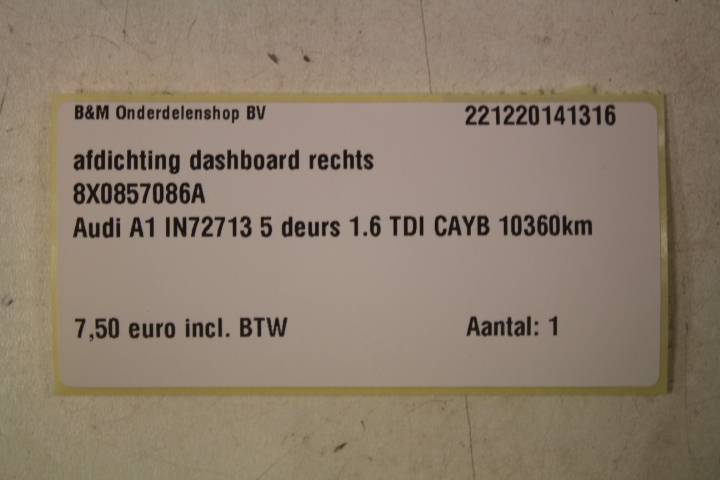 B&M Onderdelenshop BV 221220141316
afdichting dashboard rechts
8X0857086A
Audi A1 IN72713 5 deurs 1.6 TDI CAYB 10360km
7,50 euro incl. BTW Aantal: 1